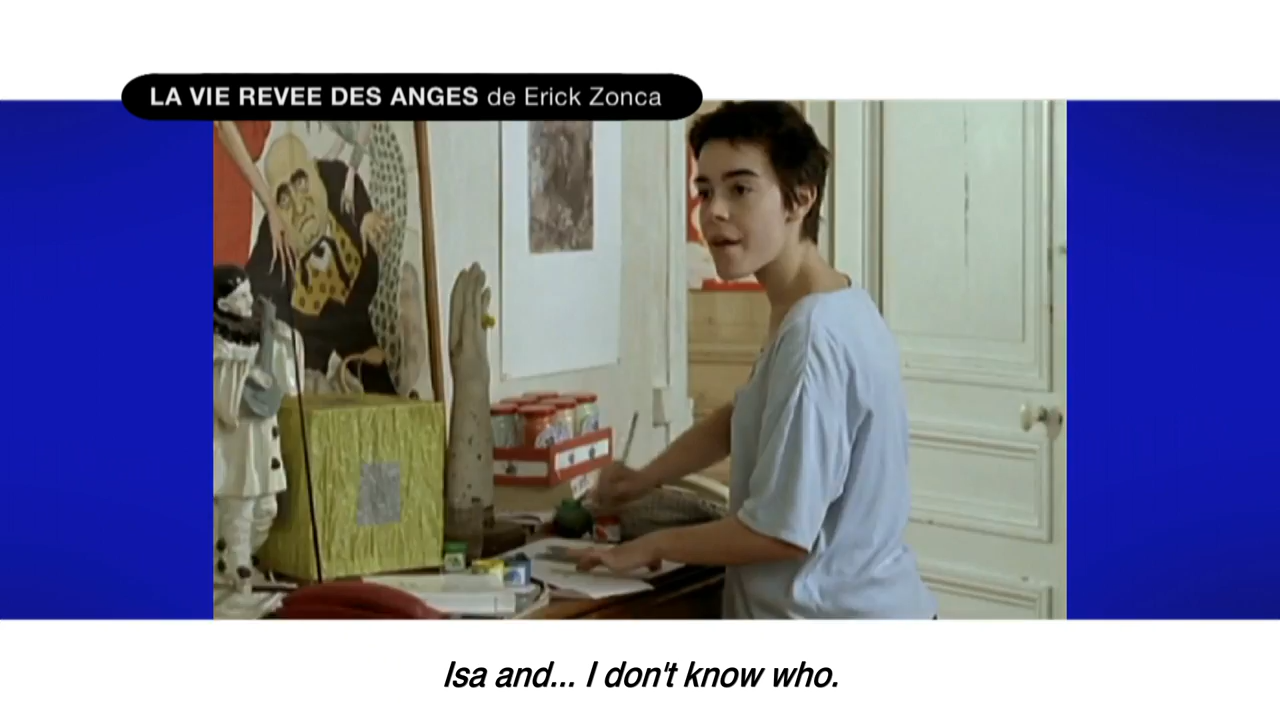 LA VIE REVEE DES ANGES de Erick Zonca
Isa and... I don't know who.